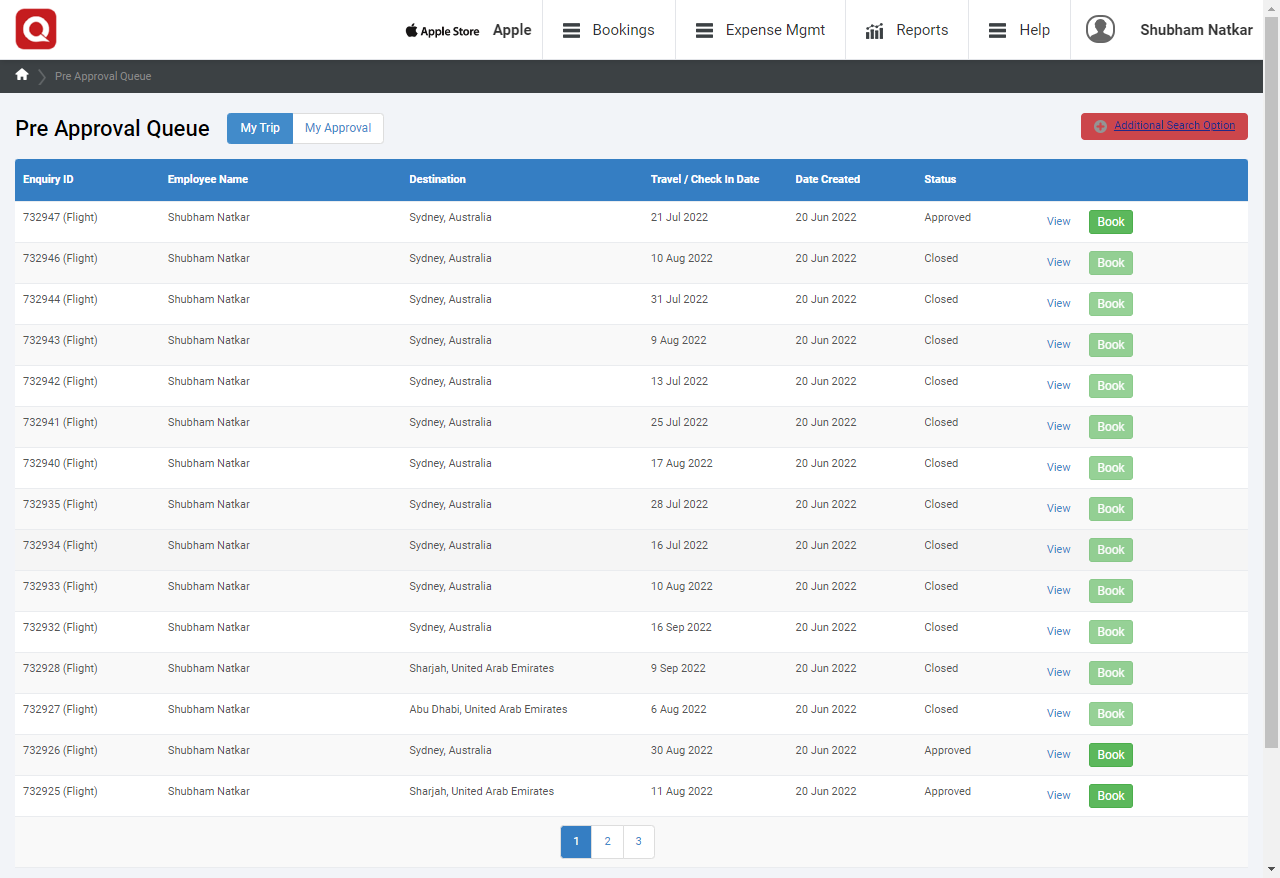 Apple Store Apple Bookings Expense Mgmt Reports Help Shubham Natkar
Pre Approval Queue
Pre Approval Queue My Trip My Approval Additional Search Option
Enquiry ID Employee Name Destination Travel / Check In Date Date Created Status
732947 (Flight) Shubham Natkar Sydney, Australia 21 Jul 2022 20 Jun 2022 Approved View Book
732946 (Flight) Shubham Natkar Sydney, Australia 10 Aug 2022 20 Jun 2022 Closed View Book
732944 (Flight) Shubham Natkar Sydney, Australia 31 Jul 2022 20 Jun 2022 Closed View Book
732943 (Flight) Shubham Natkar Sydney, Australia 9 Aug 2022 20 Jun 2022 Closed View Book
732942 (Flight) Shubham Natkar Sydney, Australia 13 Jul 2022 20 Jun 2022 Closed View Book
732941 (Flight) Shubham Natkar Sydney, Australia 25 Jul 2022 20 Jun 2022 Closed View Book
732940 (Flight) Shubham Natkar Sydney, Australia 17 Aug 2022 20 Jun 2022 Closed View Book
732935 (Flight) Shubham Natkar Sydney, Australia 28 Jul 2022 20 Jun 2022 Closed View Book
732934 (Flight) Shubham Natkar Sydney, Australia 16 Jul 2022 20 Jun 2022 Closed View Book
732933 (Flight) Shubham Natkar Sydney, Australia 10 Aug 2022 20 Jun 2022 Closed View Book
732932 (Flight) Shubham Natkar Sydney, Australia 16 Sep 2022 20 Jun 2022 Closed View Book
732928 (Flight) Shubham Natkar Sharjah, United Arab Emirates 9 Sep 2022 20 Jun 2022 Closed View Book
732927 (Flight) Shubham Natkar Abu Dhabi, United Arab Emirates 6 Aug 2022 20 Jun 2022 Closed View Book
732926 (Flight) Shubham Natkar Sydney, Australia 30 Aug 2022 20 Jun 2022 Approved View Book
732925 (Flight) Shubham Natkar Sharjah, United Arab Emirates 11 Aug 2022 20 Jun 2022 Approved View Book
1 2 3